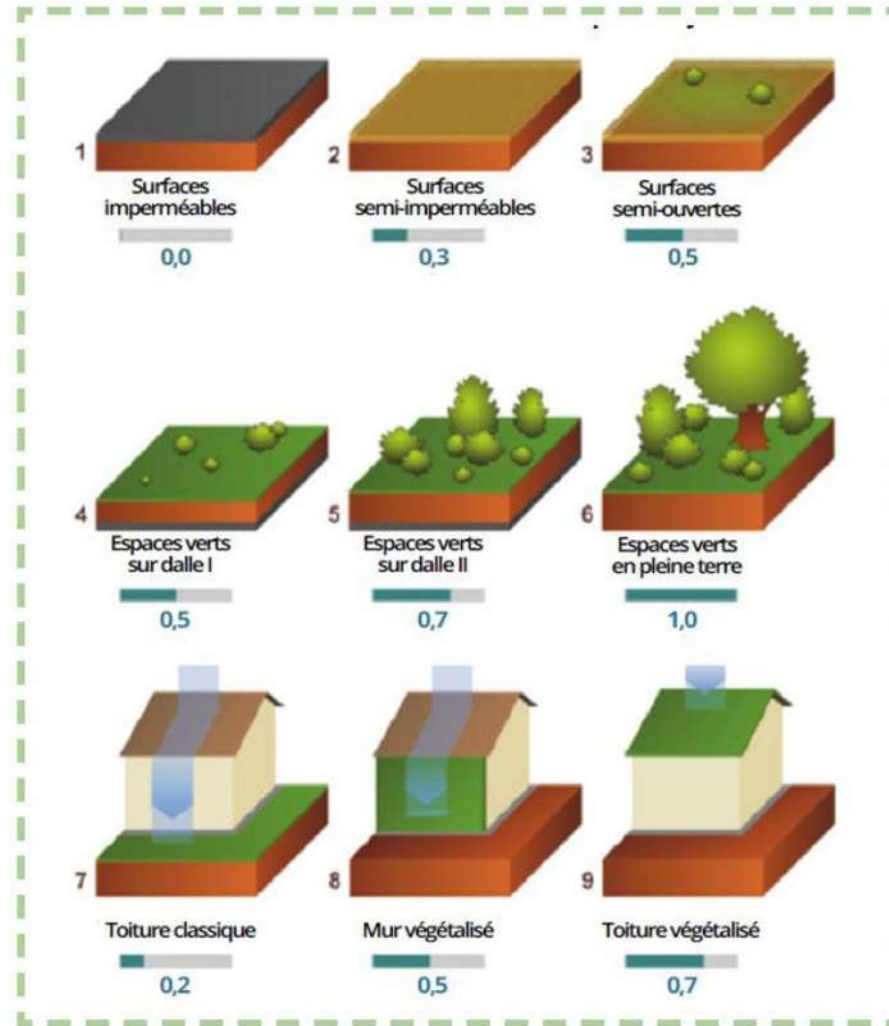 1
2
3
Surfaces
imperméables
Surfaces
semi-imperméables
Surfaces
semi-ouvertes
0,0
0,3
0,5
4
5
6
Espaces verts
sur dalle I
Espaces verts
sur dalle II
Espaces verts
en pleine terre
0,5
0,7
1,0
7
8
9
Toiture classique
Mur végétalisé
Toiture végétalisé
0,2
0,5
0,7